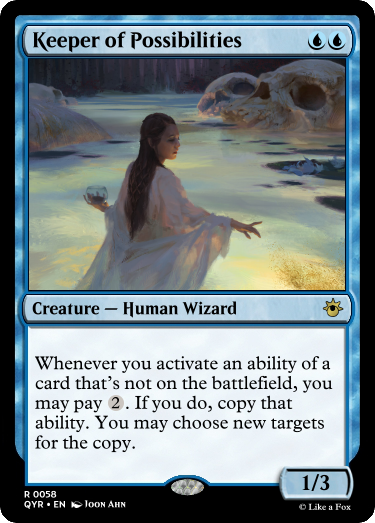 Keeper of Possibilities
Creature — Human Wizard
Whenever you activate an ability of a
card that's not on the battlefield, you
may pay 2. If you do, copy that
ability. You may choose new targets
for the copy.
1/3
R 0058
QYR • EN Joon Ahn
© Like a Fox